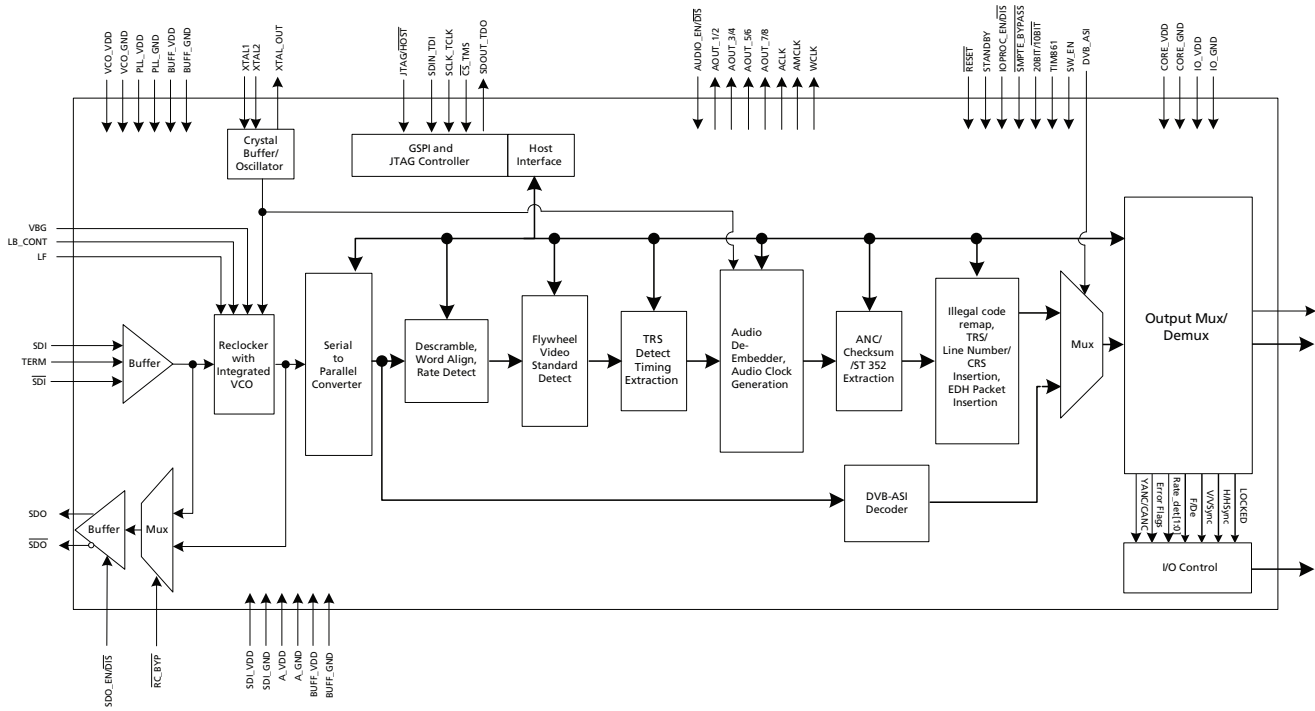 VCO_VDD
VCO_GND
PLL_VDD
PLL_GND
BUFF_VDD
BUFF_GND
XTAL1
XTAL2
XTAL_OUT
JTAG/HOST
SDIN_TDI
SCLK_TCLK
CS_TMS
SDOUT_TDO
AUDIO_EN/DIS
AOUT_1/2
AOUT_3/4
AOUT_5/6
AOUT_7/8
ACLK
AMCLK
WCLK
RESET
STANDBY
IOPROC_EN/DIS
SMPTE_BYPASS
20BIT/10BIT
TIM861
SW_EN
DVB_ASI
CORE_VDD
CORE_GND
IO_VDD
IO_GND
Crystal
Buffer/
Oscillator
GSPI and
JTAG Controller
Host
Interface
VBG
LB_CONT
LF
SDI
TERM
SDI
Buffer
Reclocker
with
Integrated
VCO
Serial
to
Parallel
Converter
Descramble,
Word Align,
Rate Detect
Flywheel
Video
Standard
Detect
TRS
Detect
Timing
Extraction
Audio
De-
Embedder,
Audio Clock
Generation
ANC/
Checksum
/ST 352
Extraction
Illegal code
remap,
TRS/
Line Number/
CRS
Insertion,
EDH Packet
Insertion
Mux
Output Mux/
Demux
DVB-ASI
Decoder
YANC/CANC
Error Flags
Rate_det[1:0]
F/De
V/VSync
H/HSync
LOCKED
I/O Control
SDO
SDO
Buffer
Mux
SDO_EN/DIS
RC_BYP
SDI_VDD
SDI_GND
A_VDD
A_GND
BUFF_VDD
BUFF_GND